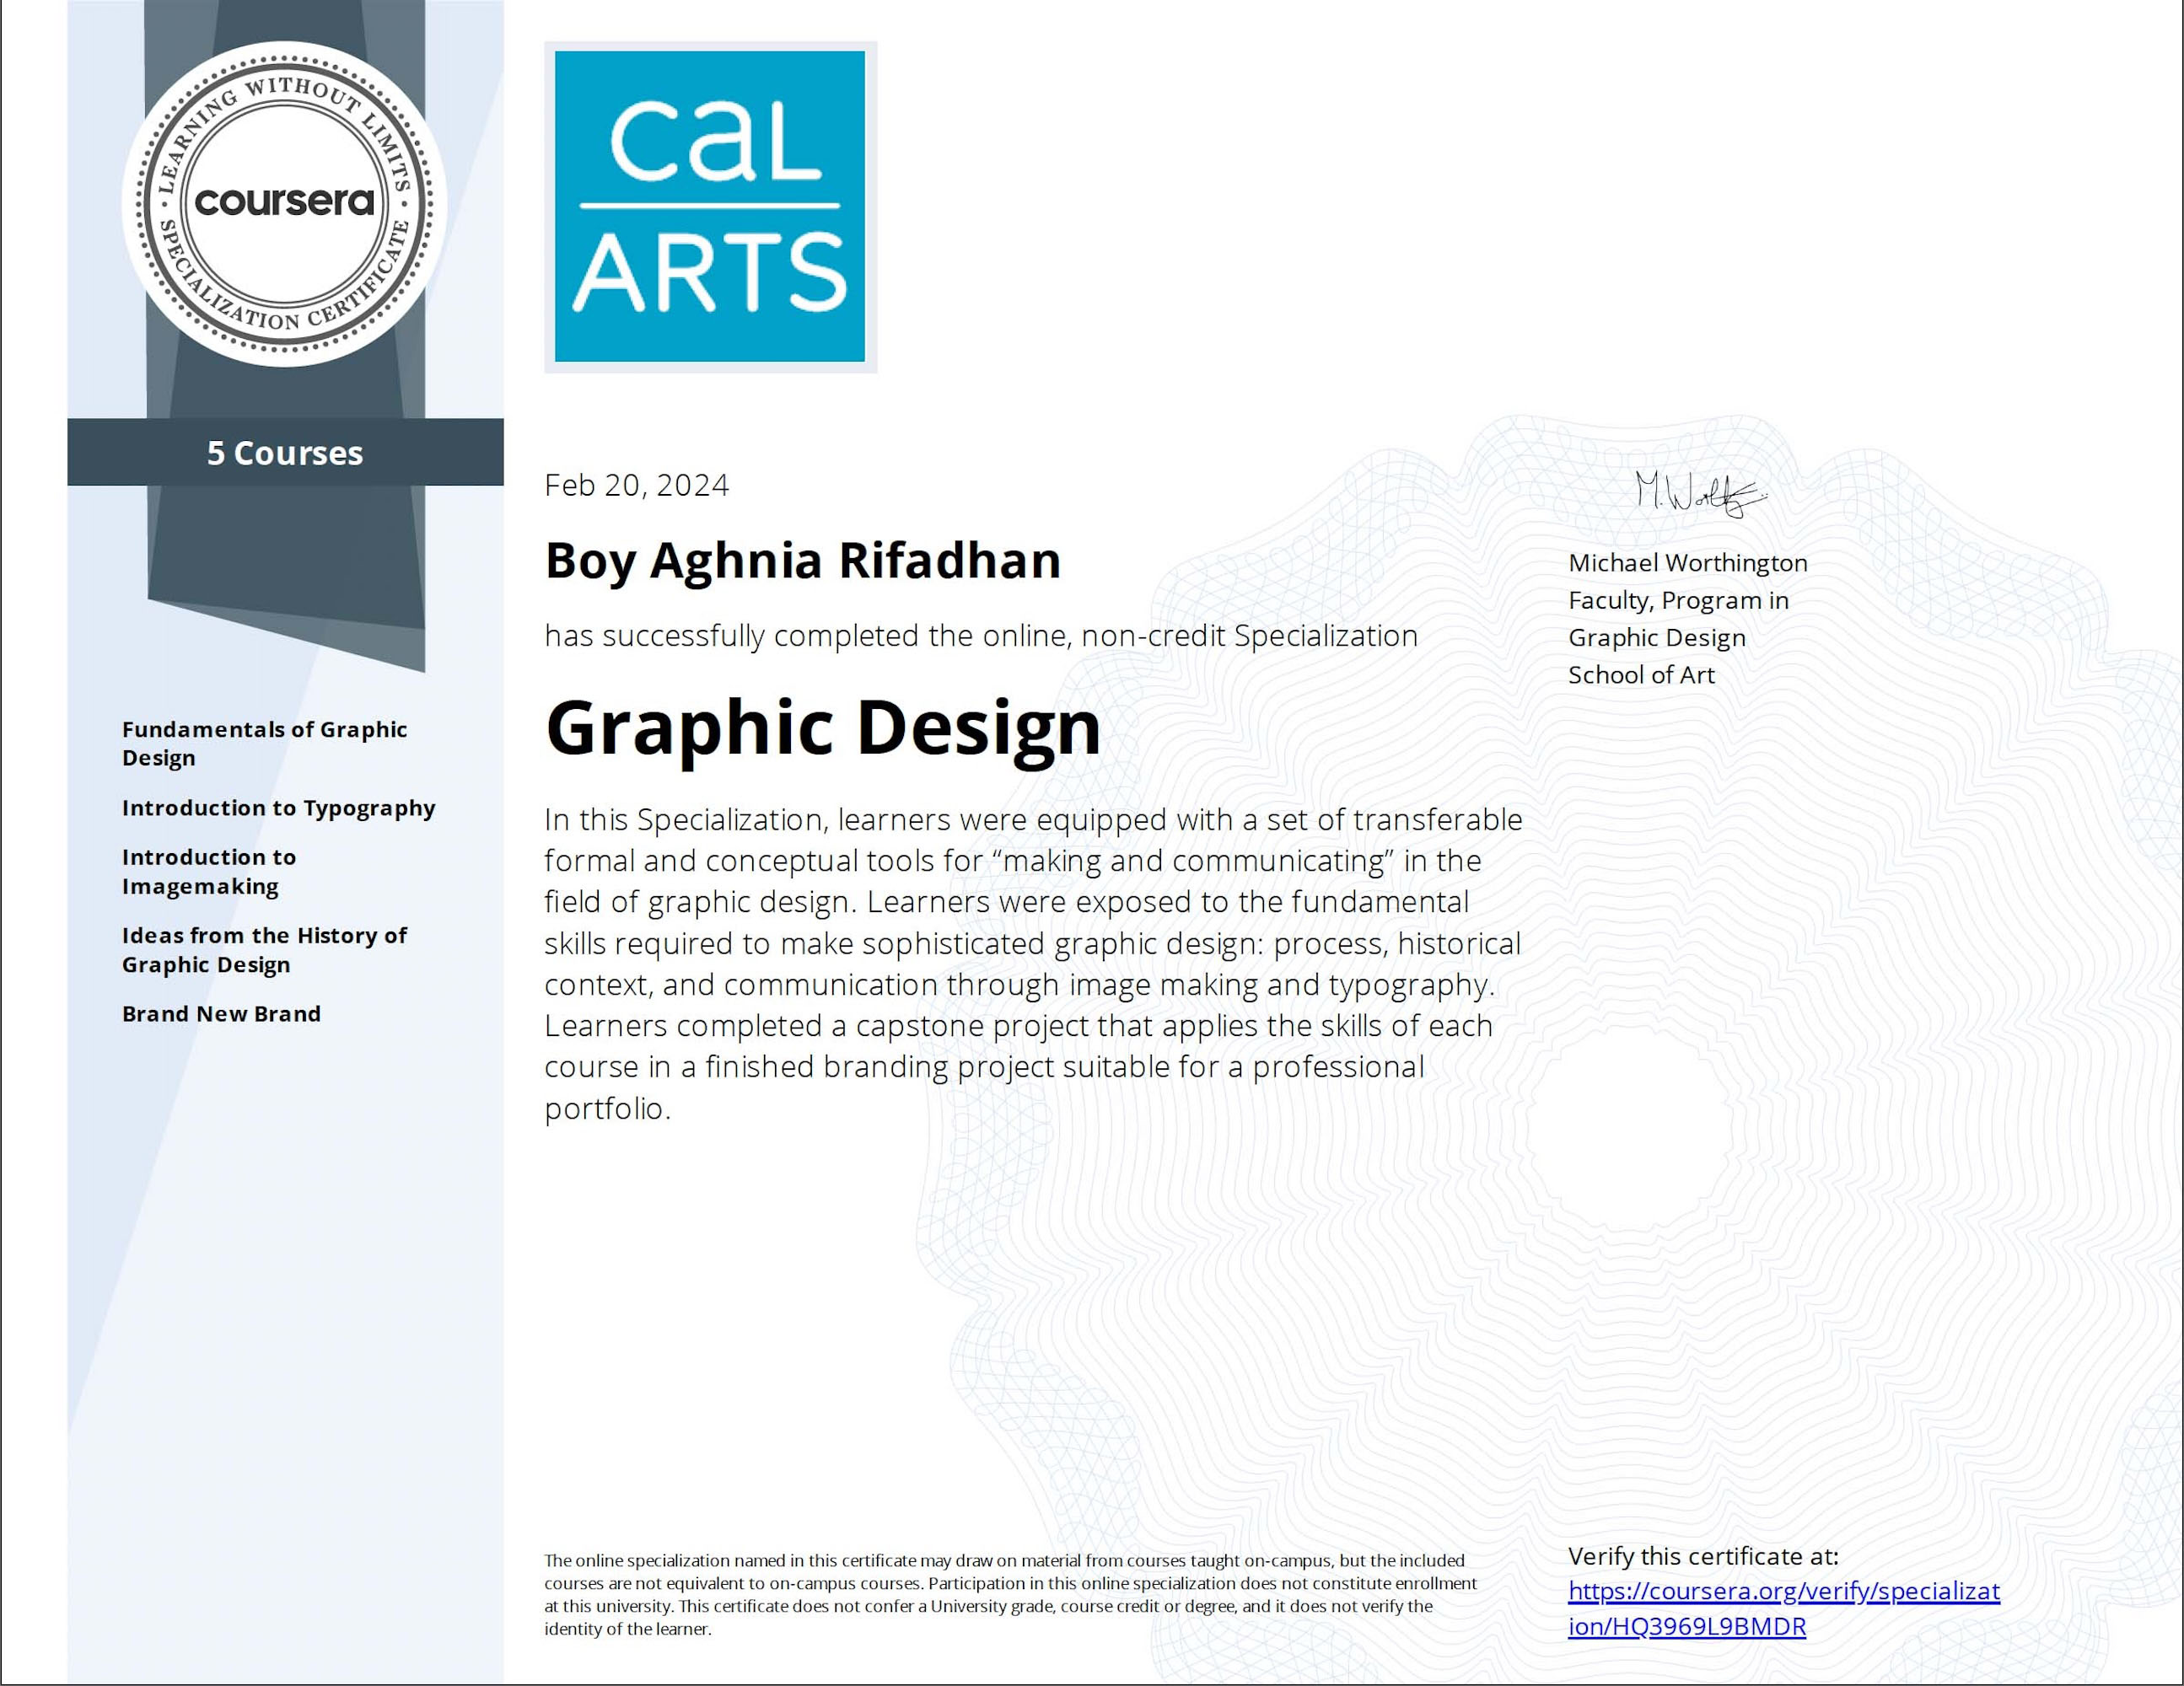 LEARNING WITHOUT LIMITS
coursera
SPECIALIZATION CERTIFICATE
5 Courses
Fundamentals of Graphic
Design
Introduction to Typography
Introduction to
Imagemaking
Ideas from the History of
Graphic Design
Brand New Brand
CaL
ARTS
Feb 20, 2024
Boy Aghnia Rifadhan
has successfully completed the online, non-credit Specialization
Graphic Design
In this Specialization, learners were equipped with a set of transferable
formal and conceptual tools for “making and communicating” in the
field of graphic design. Learners were exposed to the fundamental
skills required to make sophisticated graphic design: process, historical
context, and communication through image making and typography.
Learners completed a capstone project that applies the skills of each
course in a finished branding project suitable for a professional
portfolio.
Michael Worthington
Faculty, Program in
Graphic Design
School of Art
The online specialization named in this certificate may draw on material from courses taught on-campus, but the included
courses are not equivalent to on-campus courses. Participation in this online specialization does not constitute enrollment
at this university. This certificate does not confer a University grade, course credit or degree, and it does not verify the
identity of the learner.
Verify this certificate at:
https://coursera.org/verify/specializat
ion/HQ3969L9BMDR